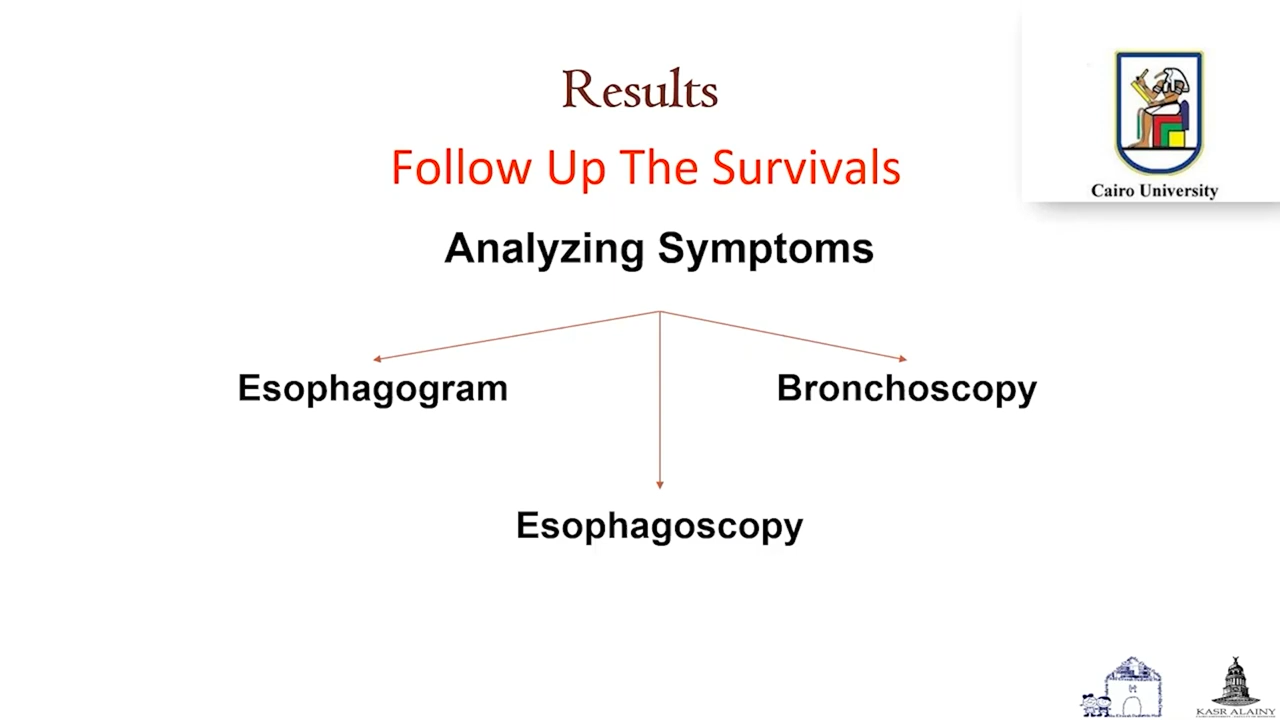 Results
Follow Up The Survivals
Cairo University
Analyzing Symptoms
Esophagogram
Bronchoscopy
Esophagoscopy
KASR ALAINY